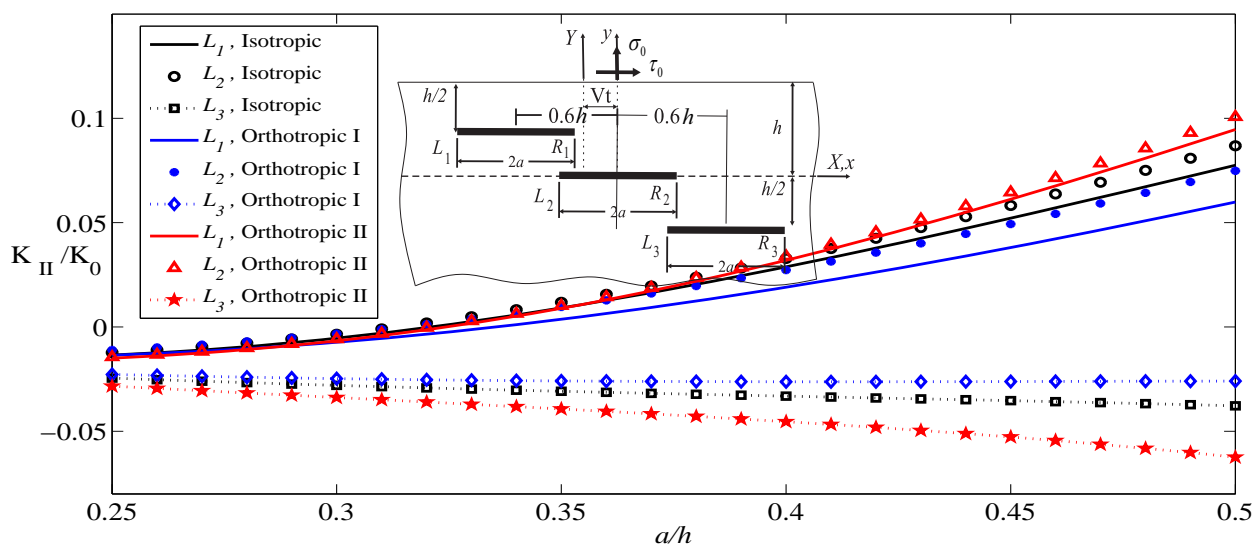 L1 , Isotropic
L2 , Isotropic
L3 , Isotropic
L1 , Orthotropic I
L2 , Orthotropic I
L3 , Orthotropic I
L1 , Orthotropic II
L2 , Orthotropic II
L3 , Orthotropic II
Y
y
σ0
τ0
h/2
Vt
0.6h
0.6h
h
L1
R1
2a
X,x
L2
R2
2a
h/2
L3
R3
2a
K II /K0
0.1
0.05
0
−0.05
0.25
0.3
0.35
0.4
0.45
0.5
a/h